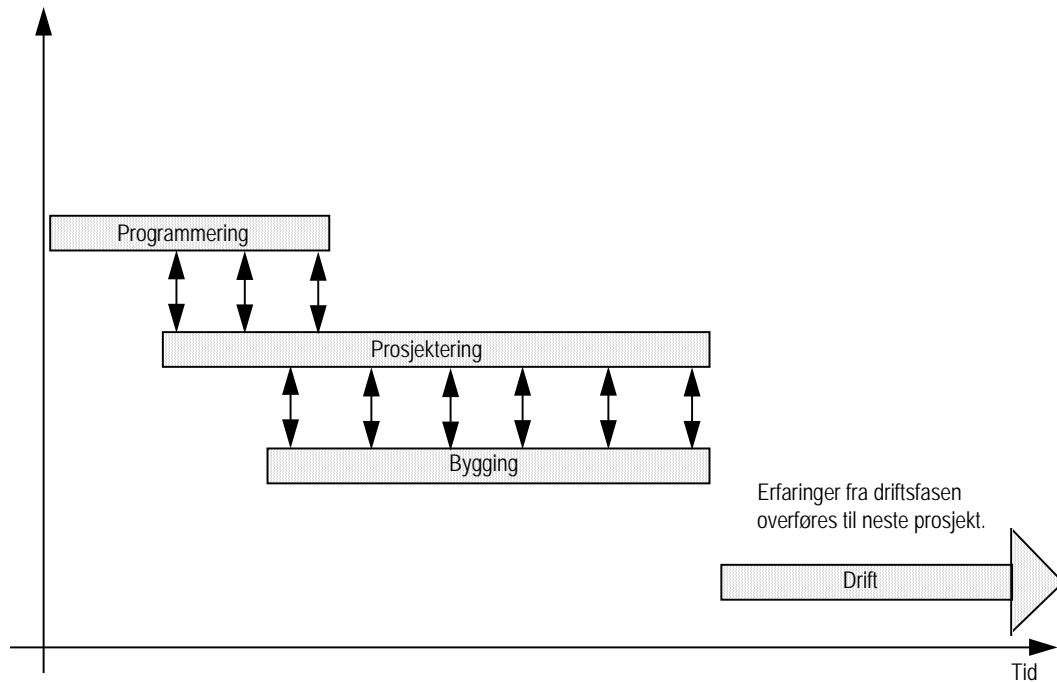 Programmering
Prosjektering
Bygging
Erfaringer fra driftsfasen
overføres til neste prosjekt.
Drift
Tid